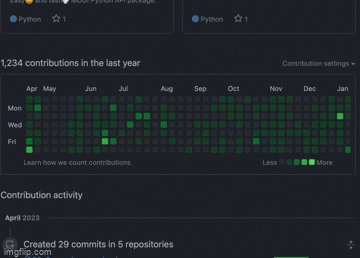 Easy😄 and fast💨 MODI Python API package.
Python ☆ 1
Python ☆ 1
1,234 contributions in the last year
Contribution settings
Apr May Jun Jul Aug Sep Oct Nov Dec Jan
Mon
Wed
Fri
Learn how we count contributions
Less More
Contribution activity
April 2023
Created 29 commits in 5 repositories
imgflip.com